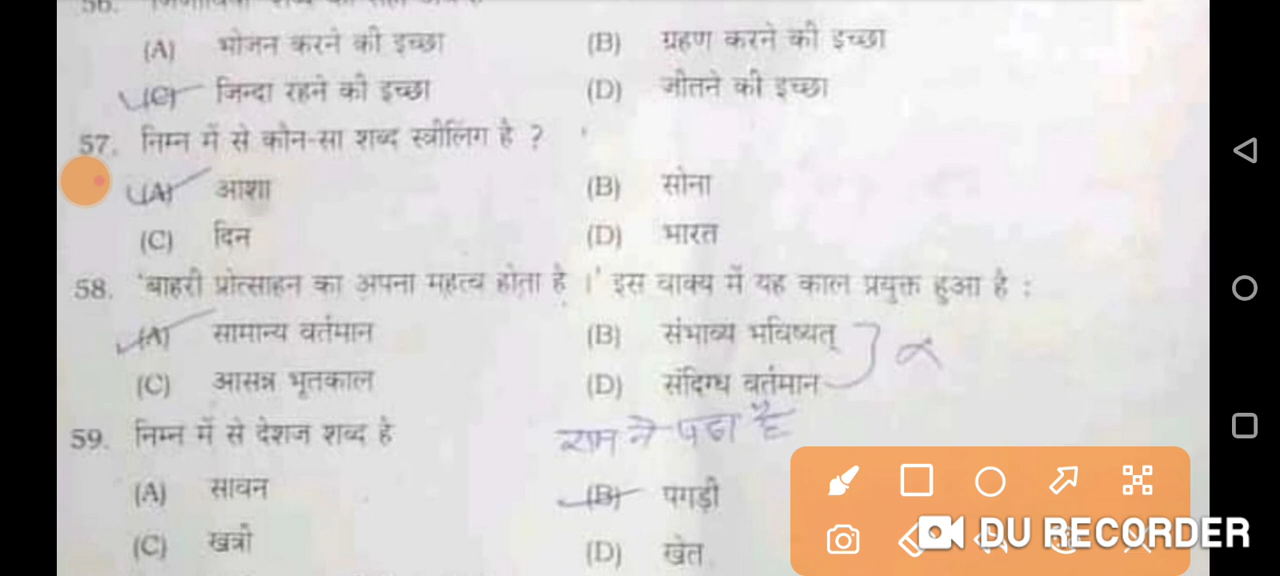 56.
(A) भोजन करने की इच्छा (B) ग्रहण करने की इच्छा
(C) जिन्दा रहने की इच्छा (D) जीतने की इच्छा
57. निम्न में से कौन-सा शब्द स्त्रीलिंग है ?
(A) आशा (B) सोना
(C) दिन (D) भारत
58. 'बाहरी प्रोत्साहन का अपना महत्व होता है ।' इस वाक्य में यह काल प्रयुक्त हुआ है :
(A) सामान्य वर्तमान (B) संभाव्य भविष्यत्
(C) आसन्न भूतकाल (D) संदिग्ध वर्तमान
59. निम्न में से देशज शब्द है
राम ने पढा है
(A) सावन (B) पगड़ी
(C) खत्री (D) खेत
DU RECORDER